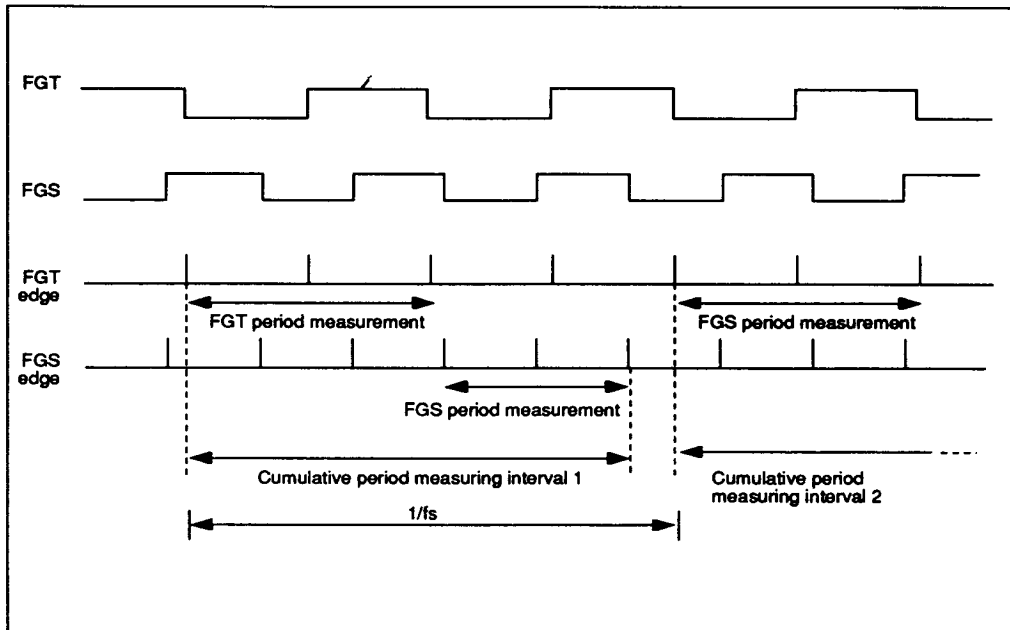 FGT
FGS
FGT
edge
FGT period measurement
FGS period measurement
FGS
edge
FGS period measurement
Cumulative period measuring interval 1
Cumulative period
measuring interval 2
1/fs